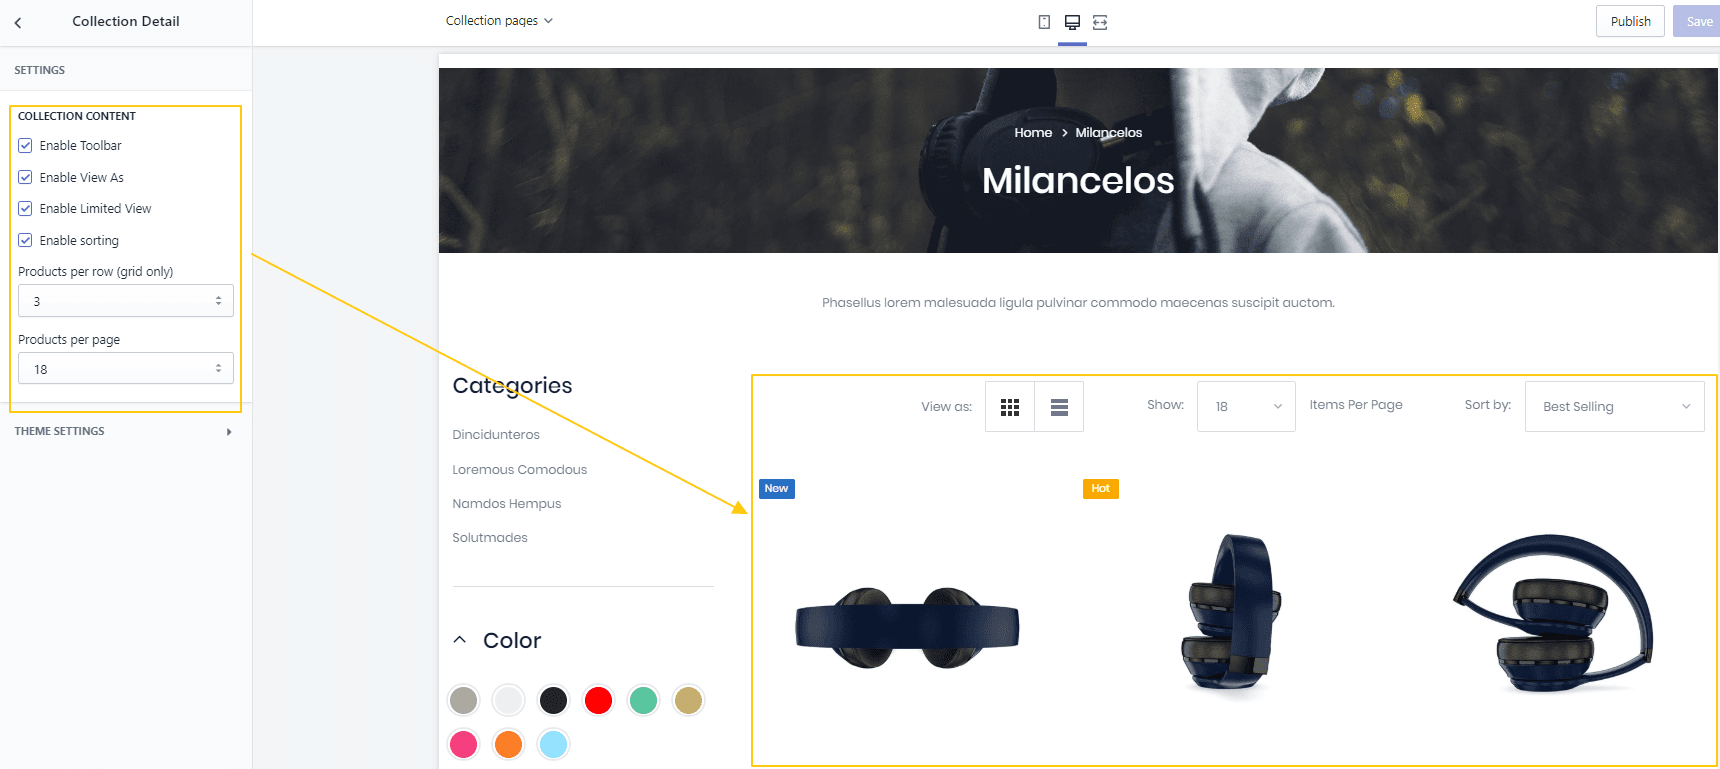 Collection Detail
Collection pages
Publish
Save
SETTINGS
COLLECTION CONTENT
Enable Toolbar
Enable View As
Enable Limited View
Enable sorting
Products per row (grid only)
3
Products per page
18
THEME SETTINGS
Home > Milancelos
Milancelos
Phasellus lorem malesuada ligula pulvinar commodo maecenas suscipit auctom.
Categories
Dincidunteros
Loremous Comodous
Namdos Hempus
Solutmades
Color
View as:
Show: 18 Items Per Page
Sort by: Best Selling
New
Hot